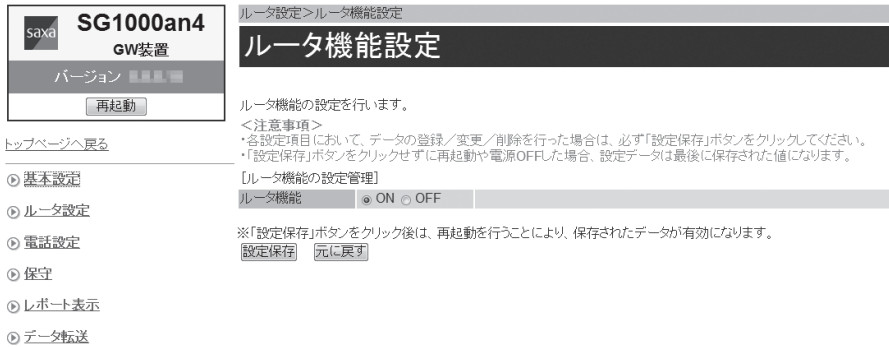 saxa
SG1000an4
GW装置
バージョン
再起動
トップページへ戻る
基本設定
ルータ設定
電話設定
保守
レポート表示
データ転送
ルータ設定＞ルータ機能設定
ルータ機能設定
ルータ機能の設定を行います。
＜注意事項＞
・各設定項目において、データの登録／変更／削除を行った場合は、必ず「設定保存」ボタンをクリックしてください。
・「設定保存」ボタンをクリックせずに再起動や電源OFFした場合、設定データは最後に保存された値になります。
[ルータ機能の設定管理]
ルータ機能 ON OFF
※「設定保存」ボタンをクリック後は、再起動を行うことにより、保存されたデータが有効になります。
設定保存 元に戻す